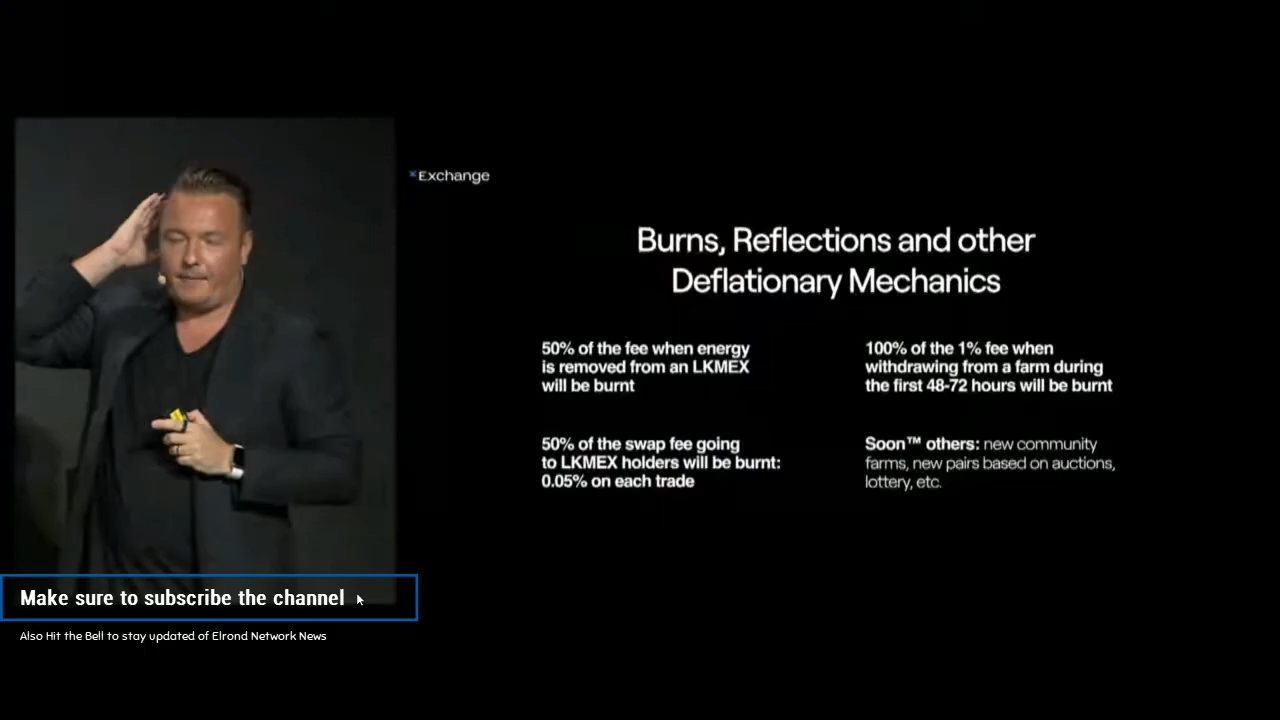 Exchange
Burns, Reflections and other
Deflationary Mechanics
50% of the fee when energy
is removed from an LKMEX
will be burnt
100% of the 1% fee when
withdrawing from a farm during
the first 48-72 hours will be burnt
50% of the swap fee going
to LKMEX holders will be burnt:
0.05% on each trade
Soon™ others: new community
farms, new pairs based on auctions,
lottery, etc.
Make sure to subscribe the channel
Also Hit the Bell to stay updated of Elrond Network News